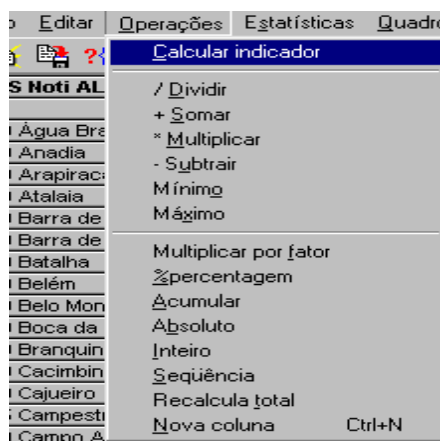 Editar Operações Estatísticas Quadro
Calcular indicador
S Noti AL
/ Dividir
+ Somar
Água Bra
* Multiplicar
Anadia
- Subtrair
Arapirac
Mínimo
Atalaia
Máximo
Barra de
Barra de
Multiplicar por fator
Batalha
%percentagem
Belém
Acumular
Belo Mon
Absoluto
Boca da
Inteiro
Branquin
Seqüência
Cacimbin
Recalcula total
Cajueiro
Nova coluna Ctrl+N
Campest
Campo A